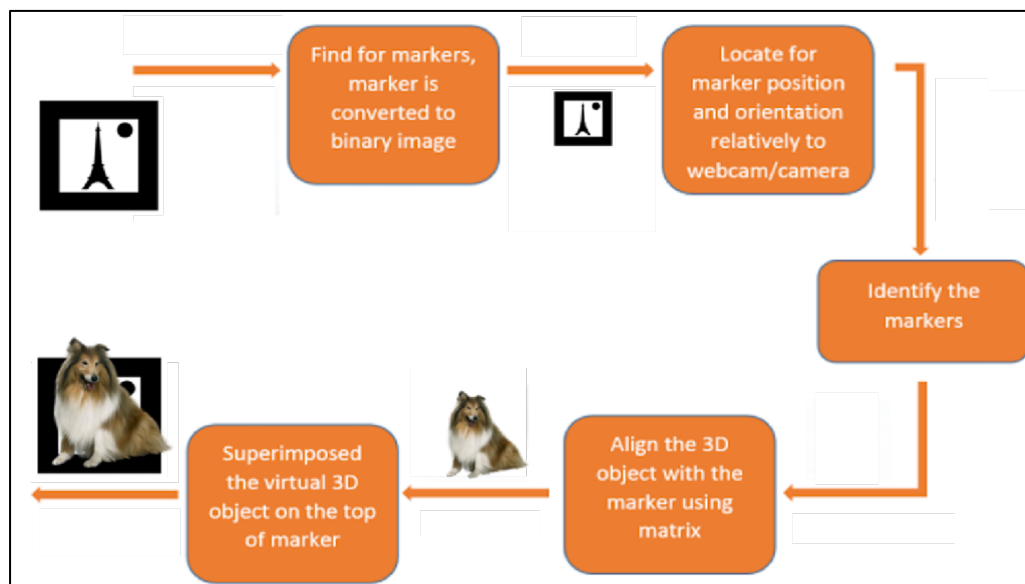 Find for markers,
marker is
converted to
binary image
Locate for
marker position
and orientation
relatively to
webcam/camera
Identify the
markers
Align the 3D
object with the
marker using
matrix
Superimposed
the virtual 3D
object on the top
of marker